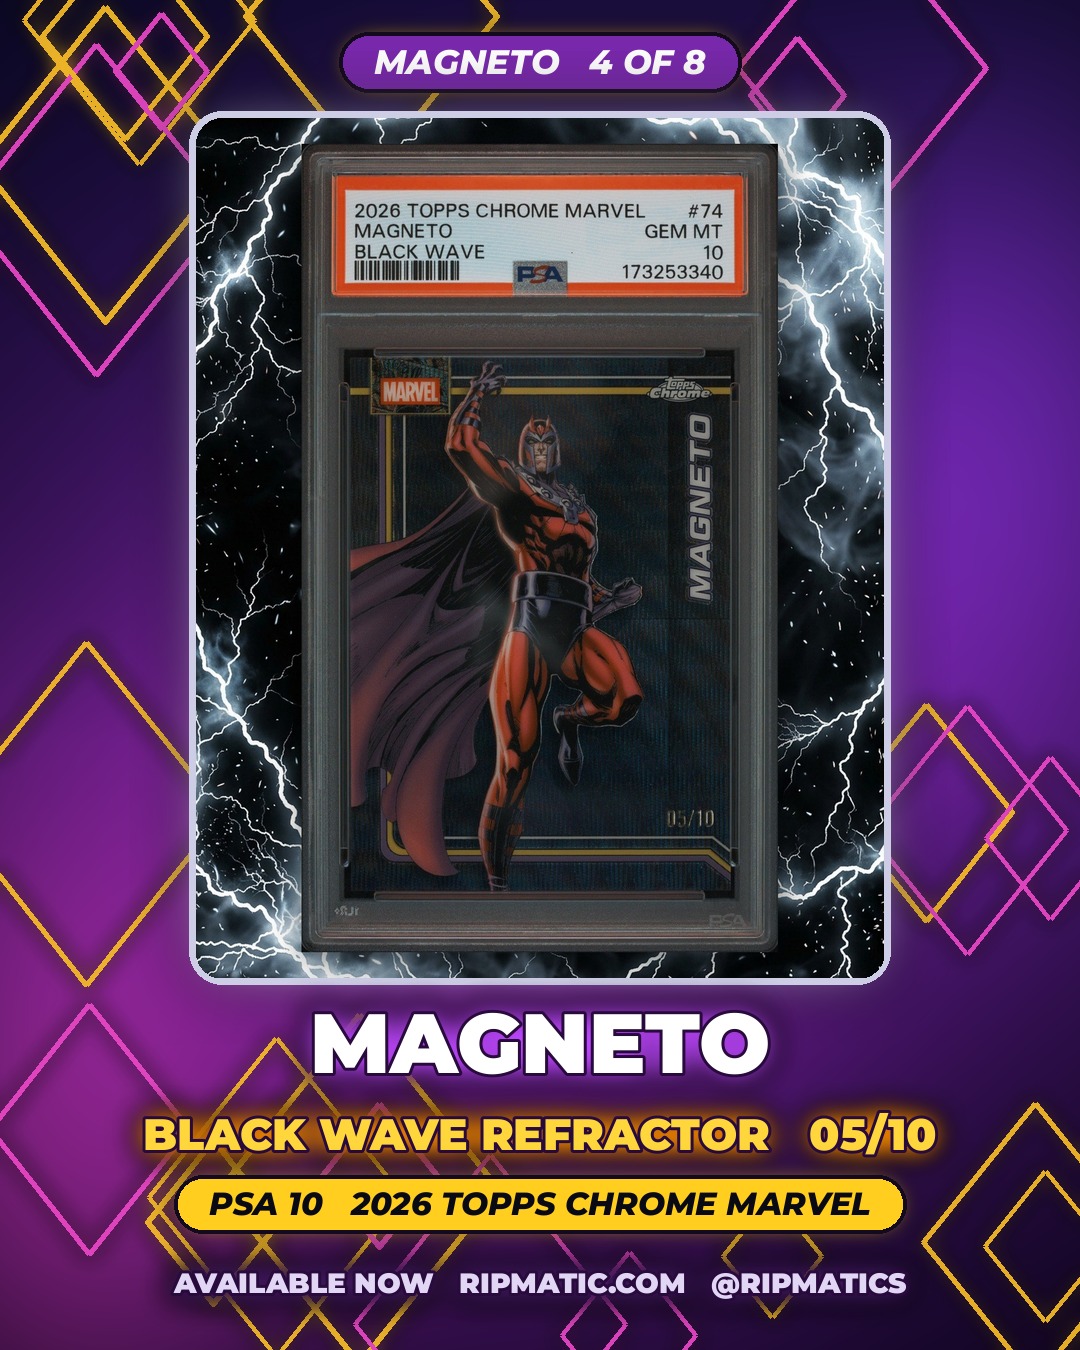 MAGNETO 4 OF 8
2026 TOPPS CHROME MARVEL #74
MAGNETO GEM MT
BLACK WAVE 10
PSA 173253340
MARVEL
Topps Chrome
MAGNETO
05/10
PSA
MAGNETO
BLACK WAVE REFRACTOR 05/10
PSA 10 2026 TOPPS CHROME MARVEL
AVAILABLE NOW RIPMATIC.COM @RIPMATICS